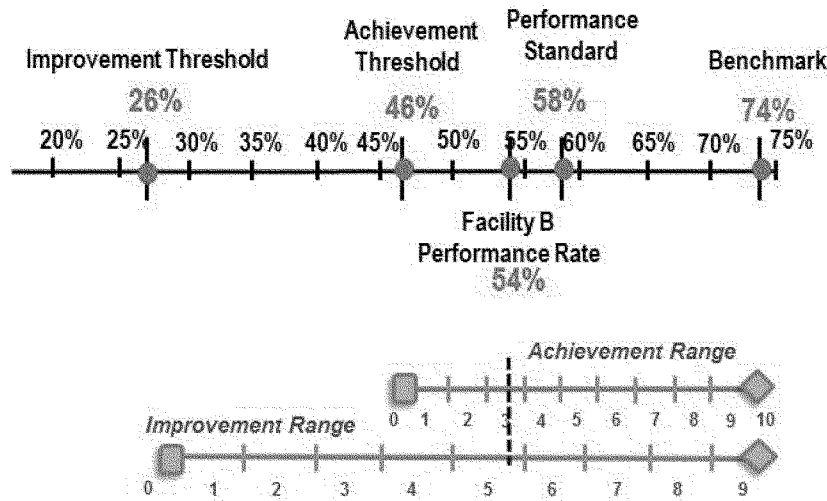 Performance
Standard
Achievement
Threshold
Improvement Threshold
Benchmark
26%
46%
58%
74%
20% 25% 30% 35% 40% 45% 50% 55% 60% 65% 70% 75%
Facility B
Performance Rate
54%
Achievement Range
0 1 2 3 4 5 6 7 8 9 10
Improvement Range
0 1 2 3 4 5 6 7 8 9